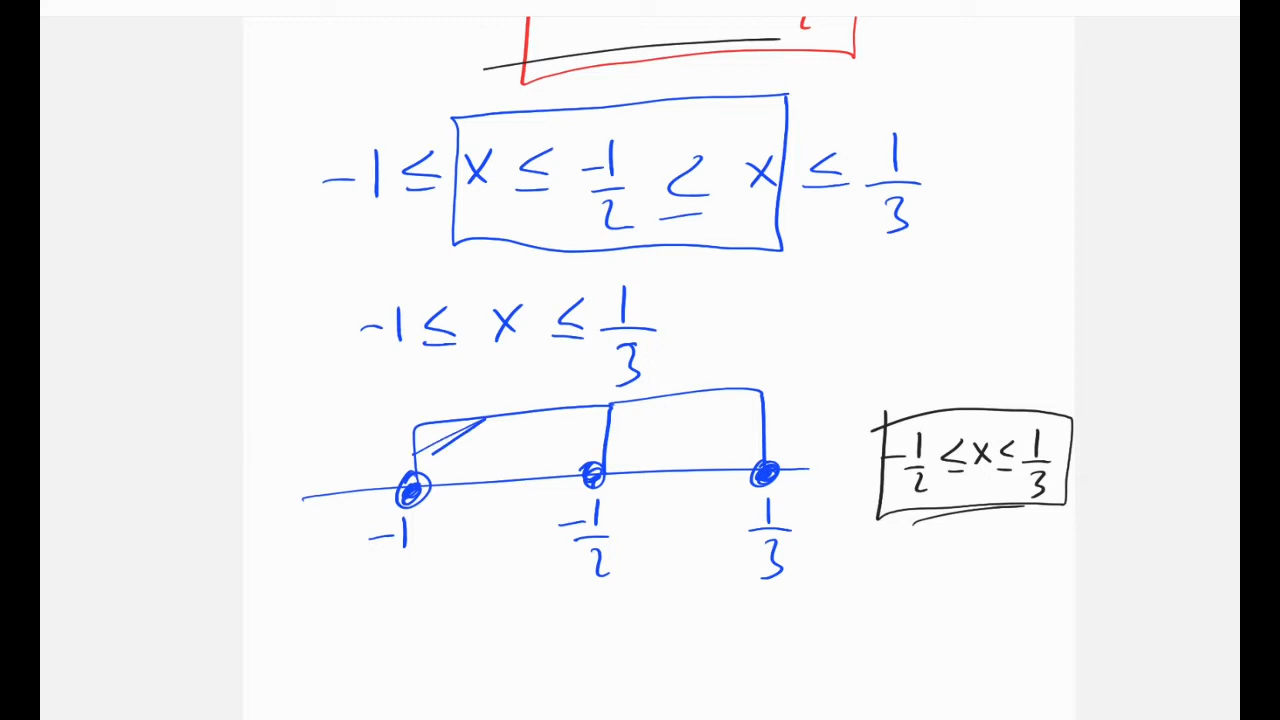 -1 ≤ x ≤ -1/2 ≤ x ≤ 1/3
-1 ≤ x ≤ 1/3
-1/2 ≤ x ≤ 1/3
-1 -1/2 1/3